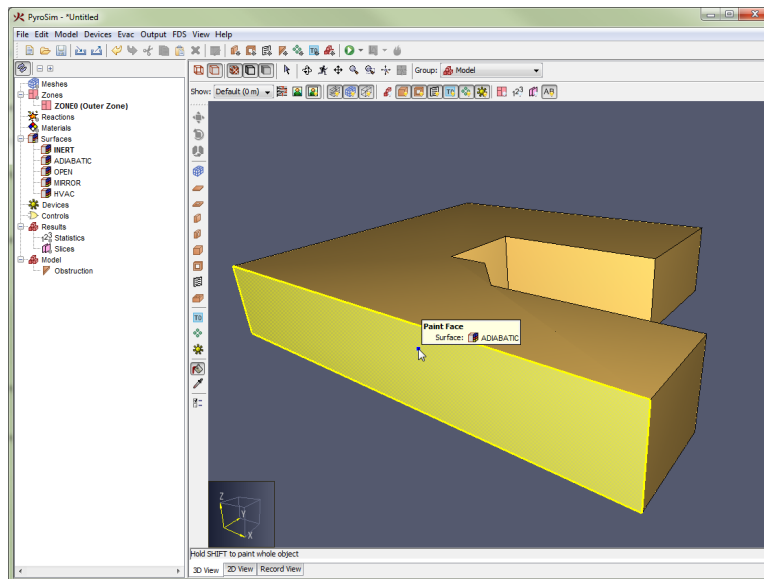 PyroSim - *Untitled
File Edit Model Devices Evac Output FDS View Help
Group: Model
Show: Default (0 m)
Meshes
Zones
ZONE0 (Outer Zone)
Reactions
Materials
Surfaces
INERT
ADIABATIC
OPEN
MIRROR
HVAC
Devices
Controls
Results
Statistics
Slices
Model
Obstruction
Paint Face
Surface: ADIABATIC
Z
Y
X
Hold SHIFT to paint whole object
3D View 2D View Record View